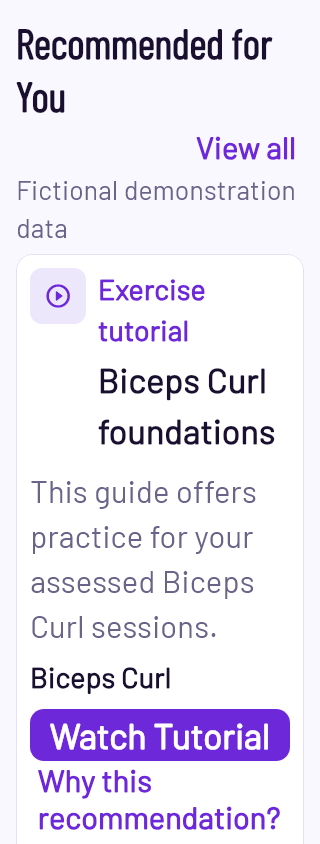 Recommended for
You
View all
Fictional demonstration
data
Exercise
tutorial
Biceps Curl
foundations
This guide offers
practice for your
assessed Biceps
Curl sessions.
Biceps Curl
Watch Tutorial
Why this
recommendation?